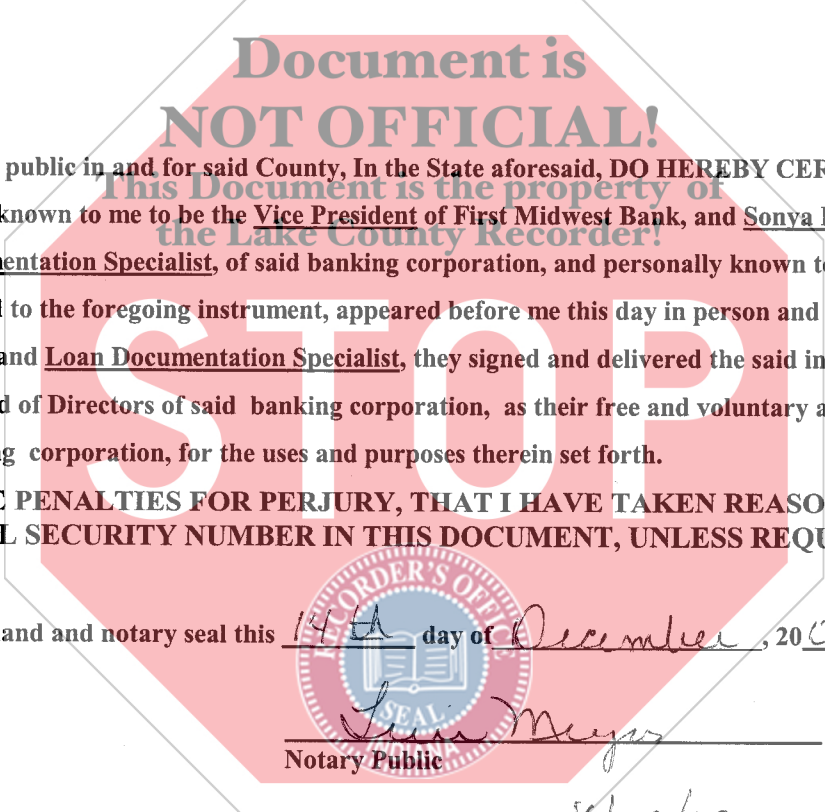 Document is
NOT OFFICIAL!
public in and for said County, In the State aforesaid, DO HEREBY CER
This Document is the property of
known to me to be the Vice President of First Midwest Bank, and Sonya
the Lake County Recorder!
entation Specialist, of said banking corporation, and personally known t
to the foregoing instrument, appeared before me this day in person and
and Loan Documentation Specialist, they signed and delivered the said in
d of Directors of said banking corporation, as their free and voluntary a
g corporation, for the uses and purposes therein set forth.
STOP
PENALTIES FOR PERJURY, THAT I HAVE TAKEN REASO
L SECURITY NUMBER IN THIS DOCUMENT, UNLESS REQU
RECORDER'S OFFICE
and and notary seal this 14th day of December, 20
SEAL
INDIANA
Notary Public